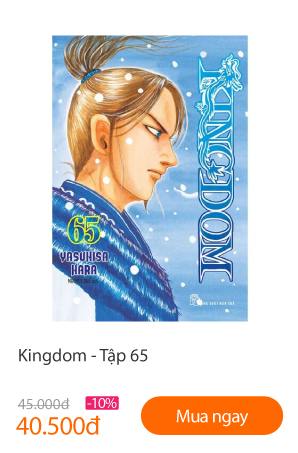 KINGDOM
65
YASUHISA
HARA
Kingdom - Tập 65
45.000đ
-10%
40.500đ
Mua ngay